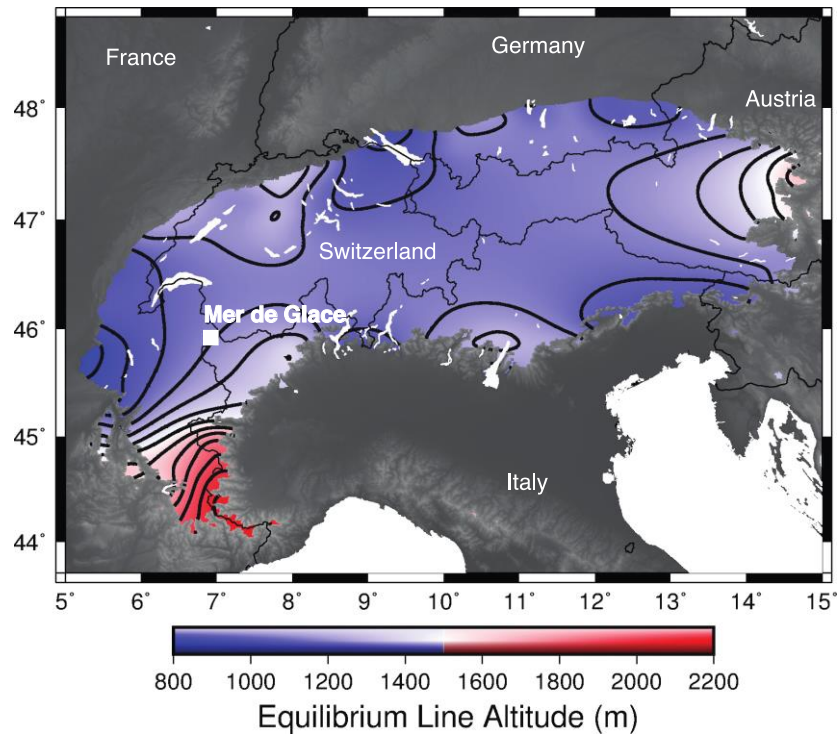 France
Germany
Austria
48°
47°
Switzerland
Mer de Glace
46°
45°
Italy
44°
5° 6° 7° 8° 9° 10° 11° 12° 13° 14° 15°
800 1000 1200 1400 1600 1800 2000 2200
Equilibrium Line Altitude (m)